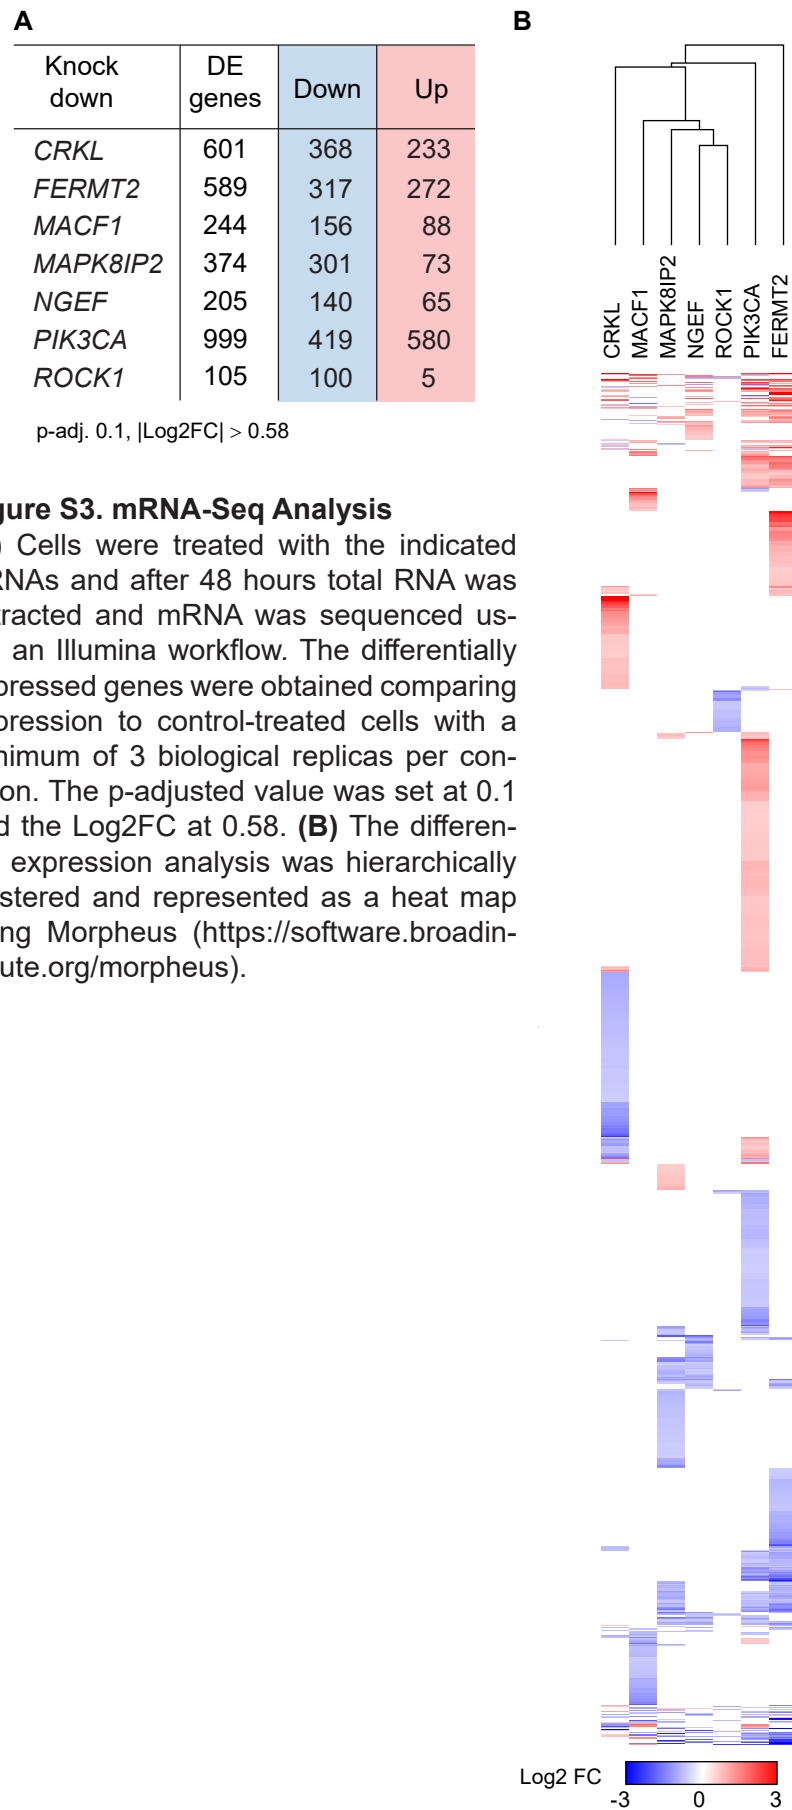 A
B
Knock down
DE genes
Down
Up
CRKL 601 368 233
FERMT2 589 317 272
MACF1 244 156 88
MAPK8IP2 374 301 73
NGEF 205 140 65
PIK3CA 999 419 580
ROCK1 105 100 5
p-adj. 0.1, |Log2FC| > 0.58
gure S3. mRNA-Seq Analysis
) Cells were treated with the indicated
RNAs and after 48 hours total RNA was
tracted and mRNA was sequenced us-
an Illumina workflow. The differentially
pressed genes were obtained comparing
pression to control-treated cells with a
nimum of 3 biological replicas per con-
on. The p-adjusted value was set at 0.1
d the Log2FC at 0.58. (B) The differen-
expression analysis was hierarchically
stered and represented as a heat map
ng Morpheus (https://software.broadin-
ute.org/morpheus).
CRKL
MACF1
MAPK8IP2
NGEF
ROCK1
PIK3CA
FERMT2
Log2 FC
-3 0 3